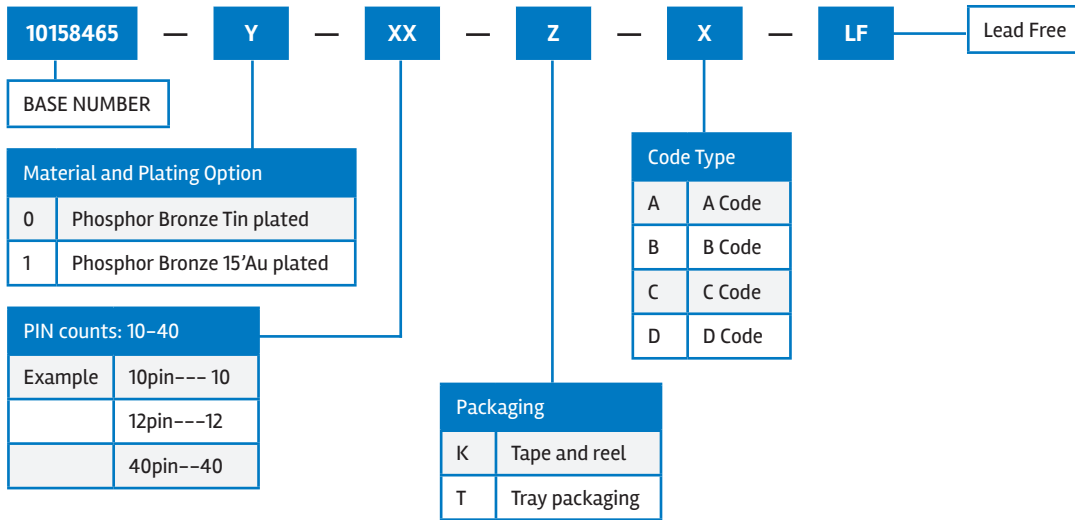 10158465 — Y — XX — Z — X — LF Lead Free
BASE NUMBER
Material and Plating Option
0 Phosphor Bronze Tin plated
1 Phosphor Bronze 15'Au plated
PIN counts: 10-40
Example 10pin--- 10
12pin---12
40pin--40
Packaging
K Tape and reel
T Tray packaging
Code Type
A A Code
B B Code
C C Code
D D Code